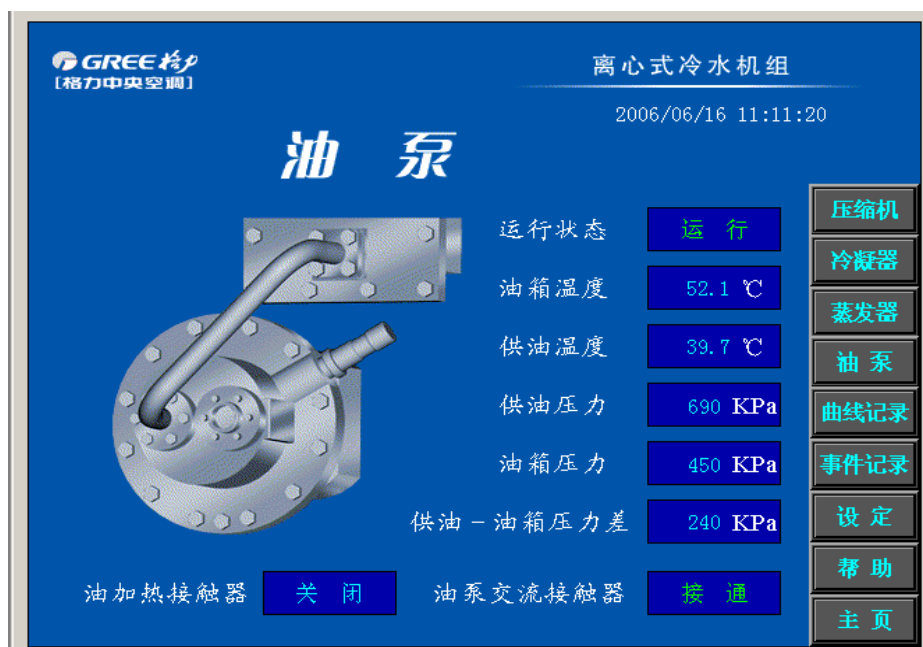 GREE格力
[格力中央空调]
离心式冷水机组
2006/06/16 11:11:20
油 泵
运行状态 运 行
油箱温度 52.1 ℃
供油温度 39.7 ℃
供油压力 690 KPa
油箱压力 450 KPa
供油－油箱压力差 240 KPa
油加热接触器 关 闭 油泵交流接触器 接 通
压缩机
冷凝器
蒸发器
油 泵
曲线记录
事件记录
设 定
帮 助
主 页